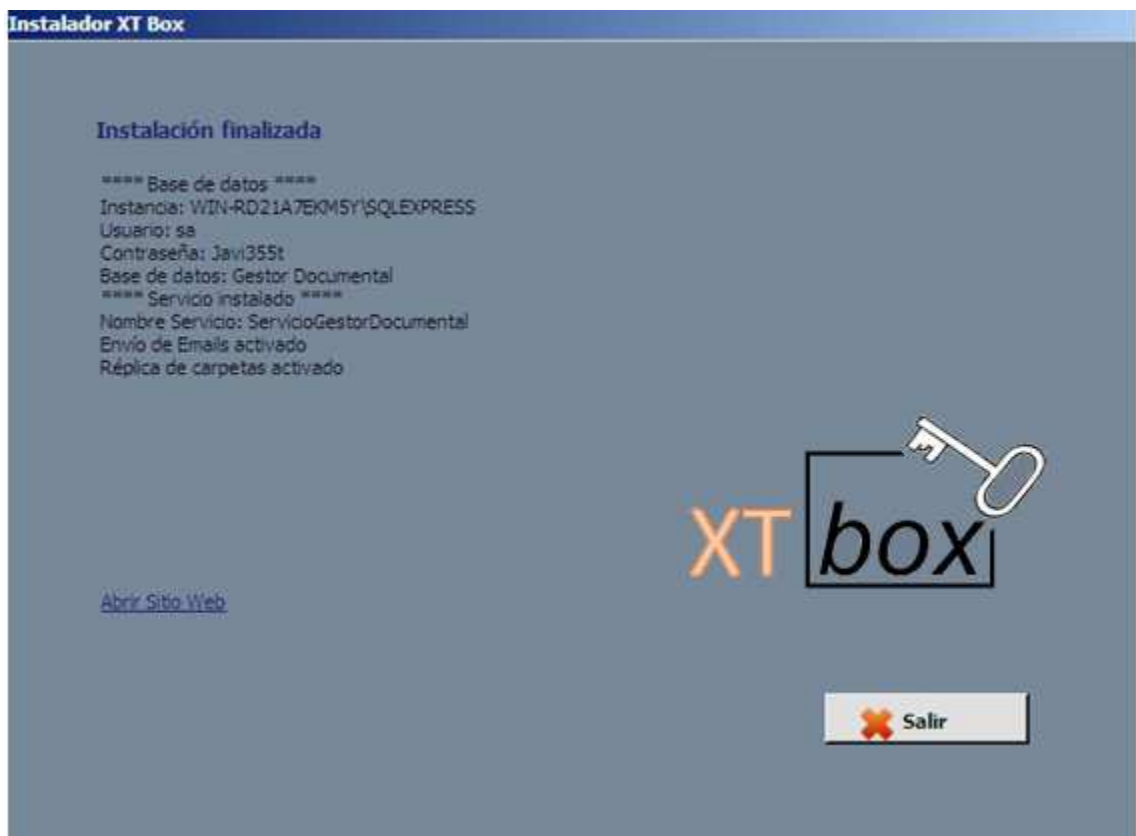 Instalador XT Box
Instalación finalizada
**** Base de datos ****
Instancia: WIN-RD21A7EKM5Y\SQLEXPRESS
Usuario: sa
Contraseña: Javi355t
Base de datos: Gestor Documental
**** Servicio instalado ****
Nombre Servicio: ServicioGestorDocumental
Envío de Emails activado
Réplica de carpetas activado
XT box
Abrir Sitio Web
Salir